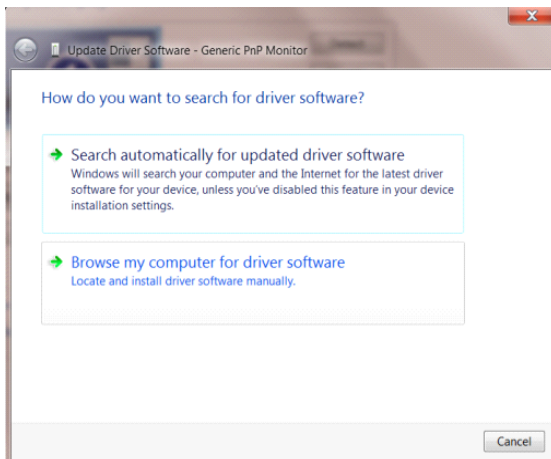 Update Driver Software - Generic PnP Monitor
How do you want to search for driver software?
Search automatically for updated driver software
Windows will search your computer and the Internet for the latest driver
software for your device, unless you've disabled this feature in your device
installation settings.
Browse my computer for driver software
Locate and install driver software manually.
Cancel